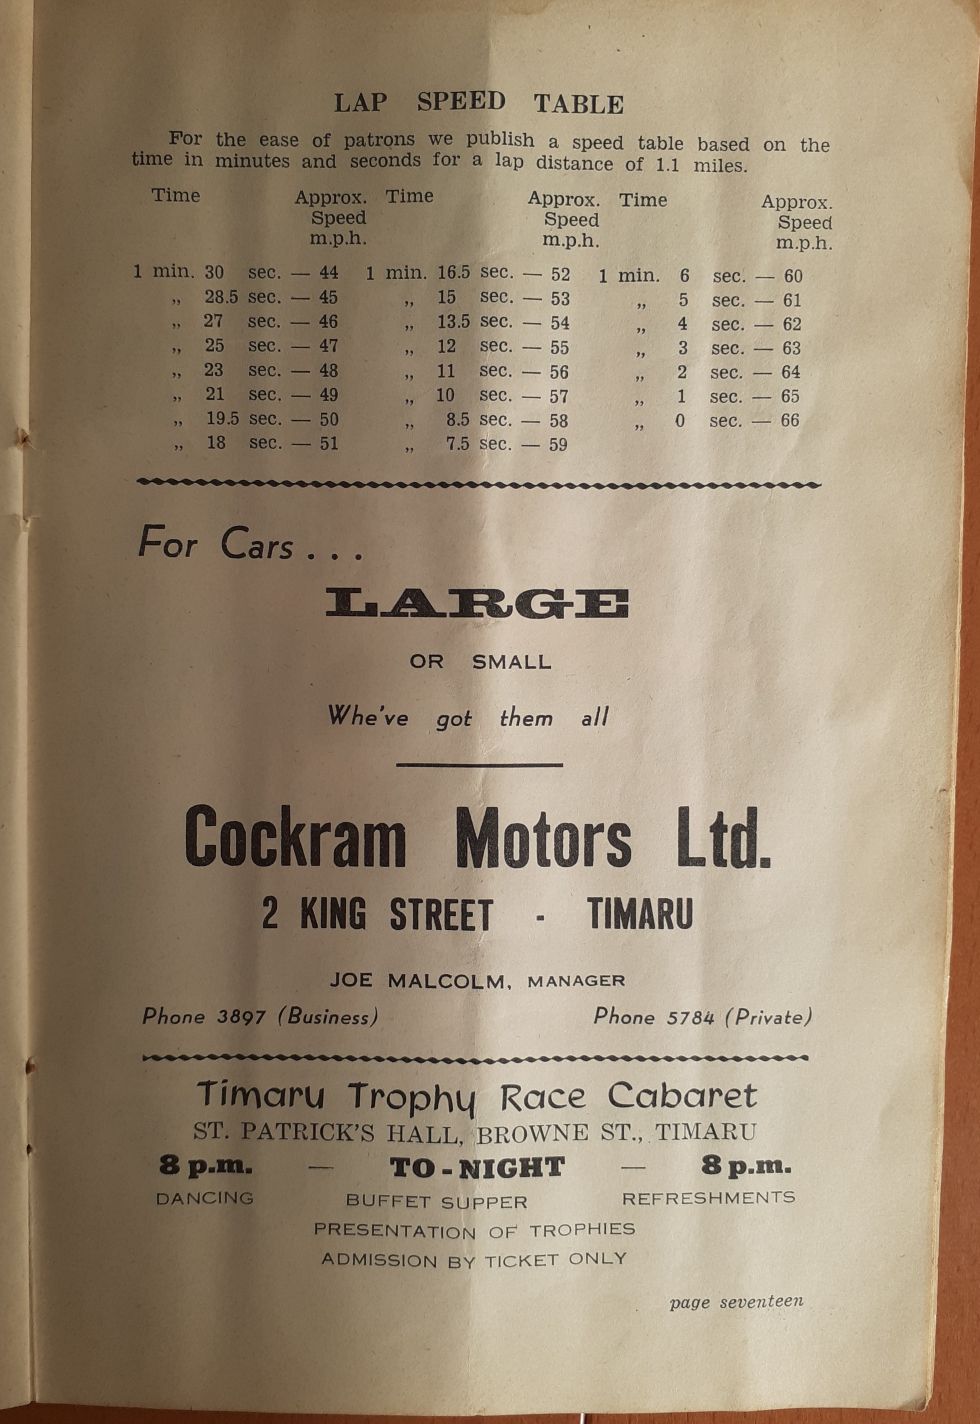 LAP SPEED TABLE
For the ease of patrons we publish a speed table based on the
time in minutes and seconds for a lap distance of 1.1 miles.
Time Approx. Time Approx. Time Approx.
Speed Speed Speed
m.p.h. m.p.h. m.p.h.
1 min. 30 sec. — 44 1 min. 16.5 sec. — 52 1 min. 6 sec. — 60
„ 28.5 sec. — 45 „ 15 sec. — 53 „ 5 sec. — 61
„ 27 sec. — 46 „ 13.5 sec. — 54 „ 4 sec. — 62
„ 25 sec. — 47 „ 12 sec. — 55 „ 3 sec. — 63
„ 23 sec. — 48 „ 11 sec. — 56 „ 2 sec. — 64
„ 21 sec. — 49 „ 10 sec. — 57 „ 1 sec. — 65
„ 19.5 sec. — 50 „ 8.5 sec. — 58 „ 0 sec. — 66
„ 18 sec. — 51 „ 7.5 sec. — 59
For Cars . . .
LARGE
OR SMALL
Whe've got them all
Cockram Motors Ltd.
2 KING STREET - TIMARU
JOE MALCOLM, MANAGER
Phone 3897 (Business) Phone 5784 (Private)
Timaru Trophy Race Cabaret
ST. PATRICK'S HALL, BROWNE ST., TIMARU
8 p.m. — TO-NIGHT — 8 p.m.
DANCING BUFFET SUPPER REFRESHMENTS
PRESENTATION OF TROPHIES
ADMISSION BY TICKET ONLY
page seventeen